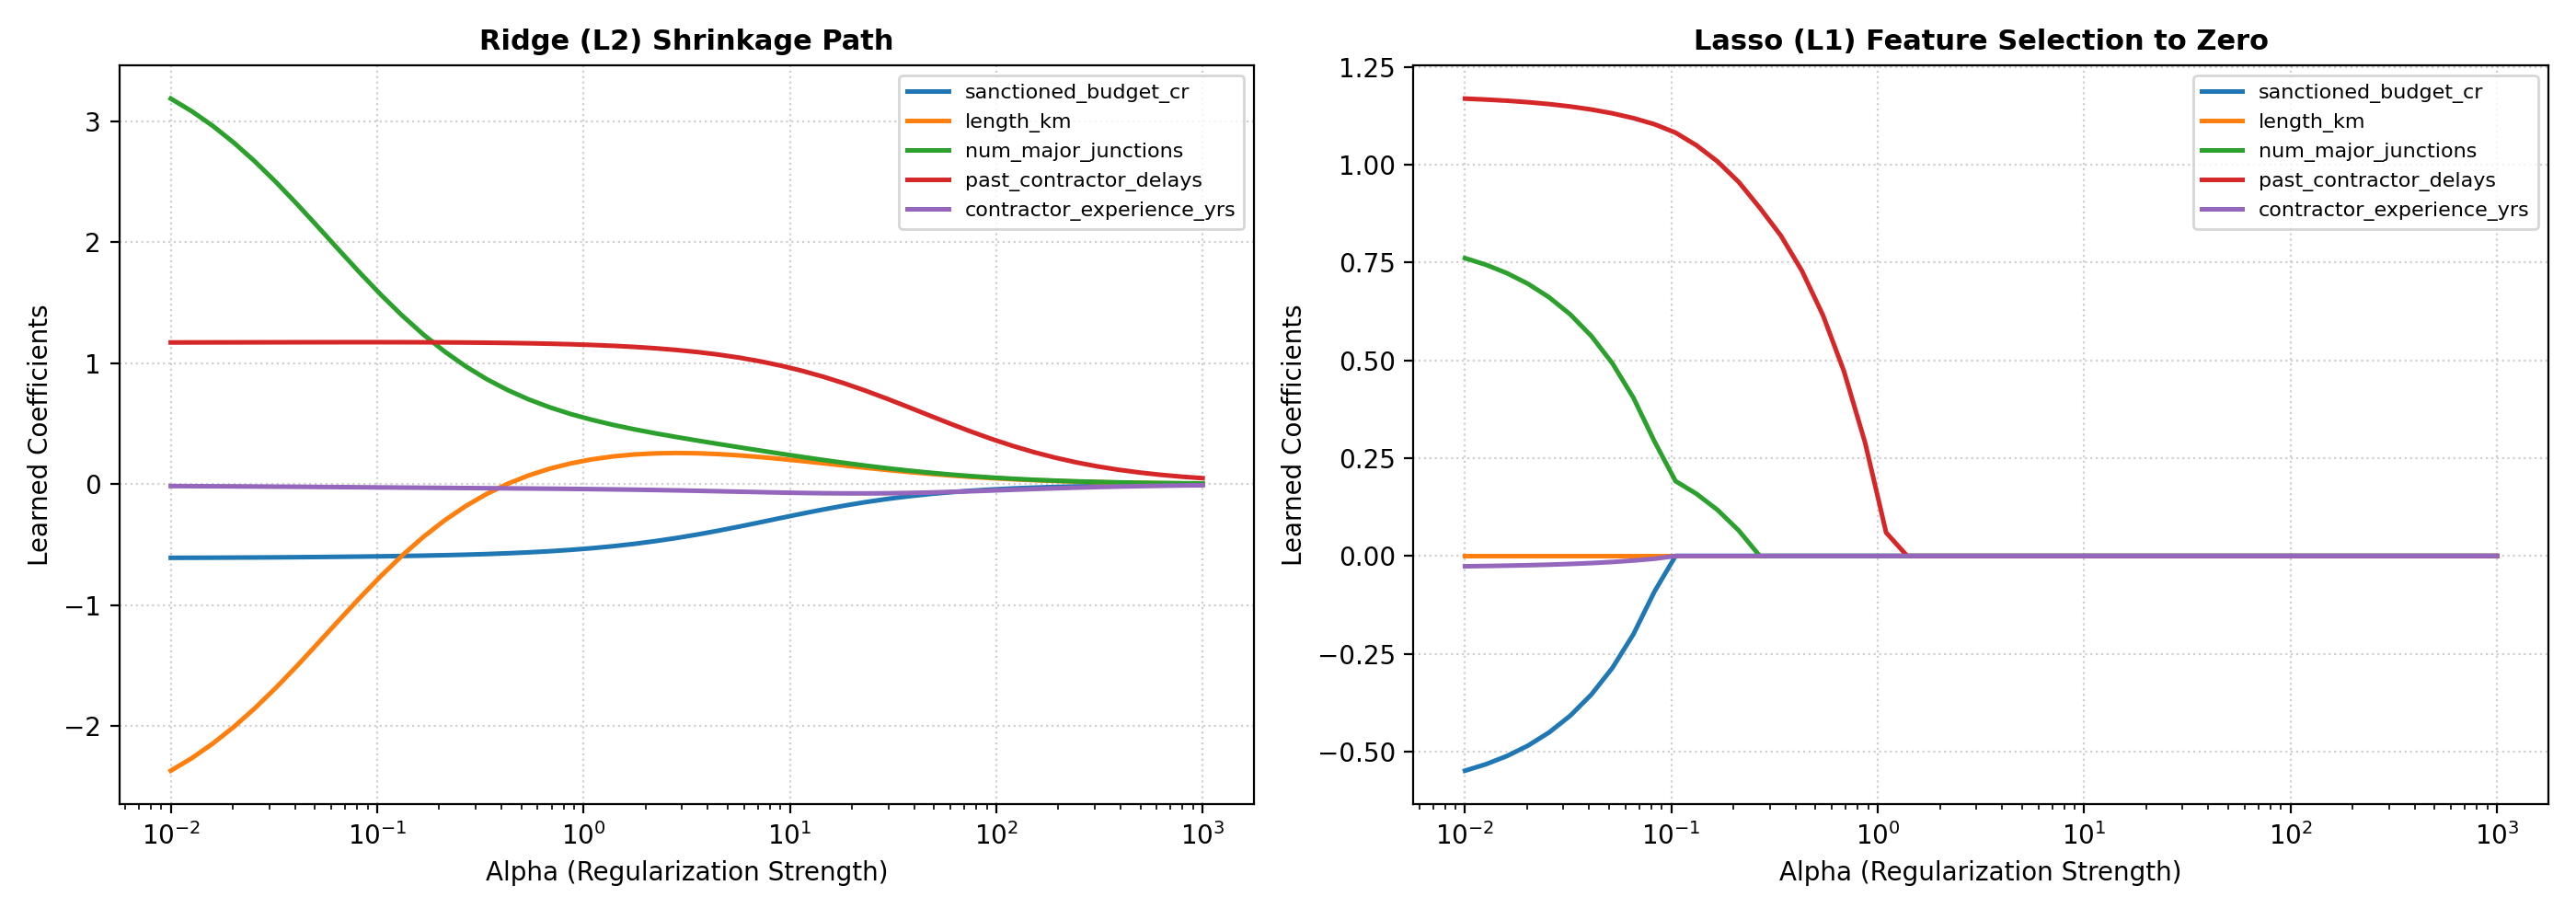 Ridge (L2) Shrinkage Path
sanctioned_budget_cr
length_km
num_major_junctions
past_contractor_delays
contractor_experience_yrs
Learned Coefficients
3
2
1
0
−1
−2
10⁻²
10⁻¹
10⁰
10¹
10²
10³
Alpha (Regularization Strength)
Lasso (L1) Feature Selection to Zero
sanctioned_budget_cr
length_km
num_major_junctions
past_contractor_delays
contractor_experience_yrs
Learned Coefficients
1.25
1.00
0.75
0.50
0.25
0.00
−0.25
−0.50
10⁻²
10⁻¹
10⁰
10¹
10²
10³
Alpha (Regularization Strength)